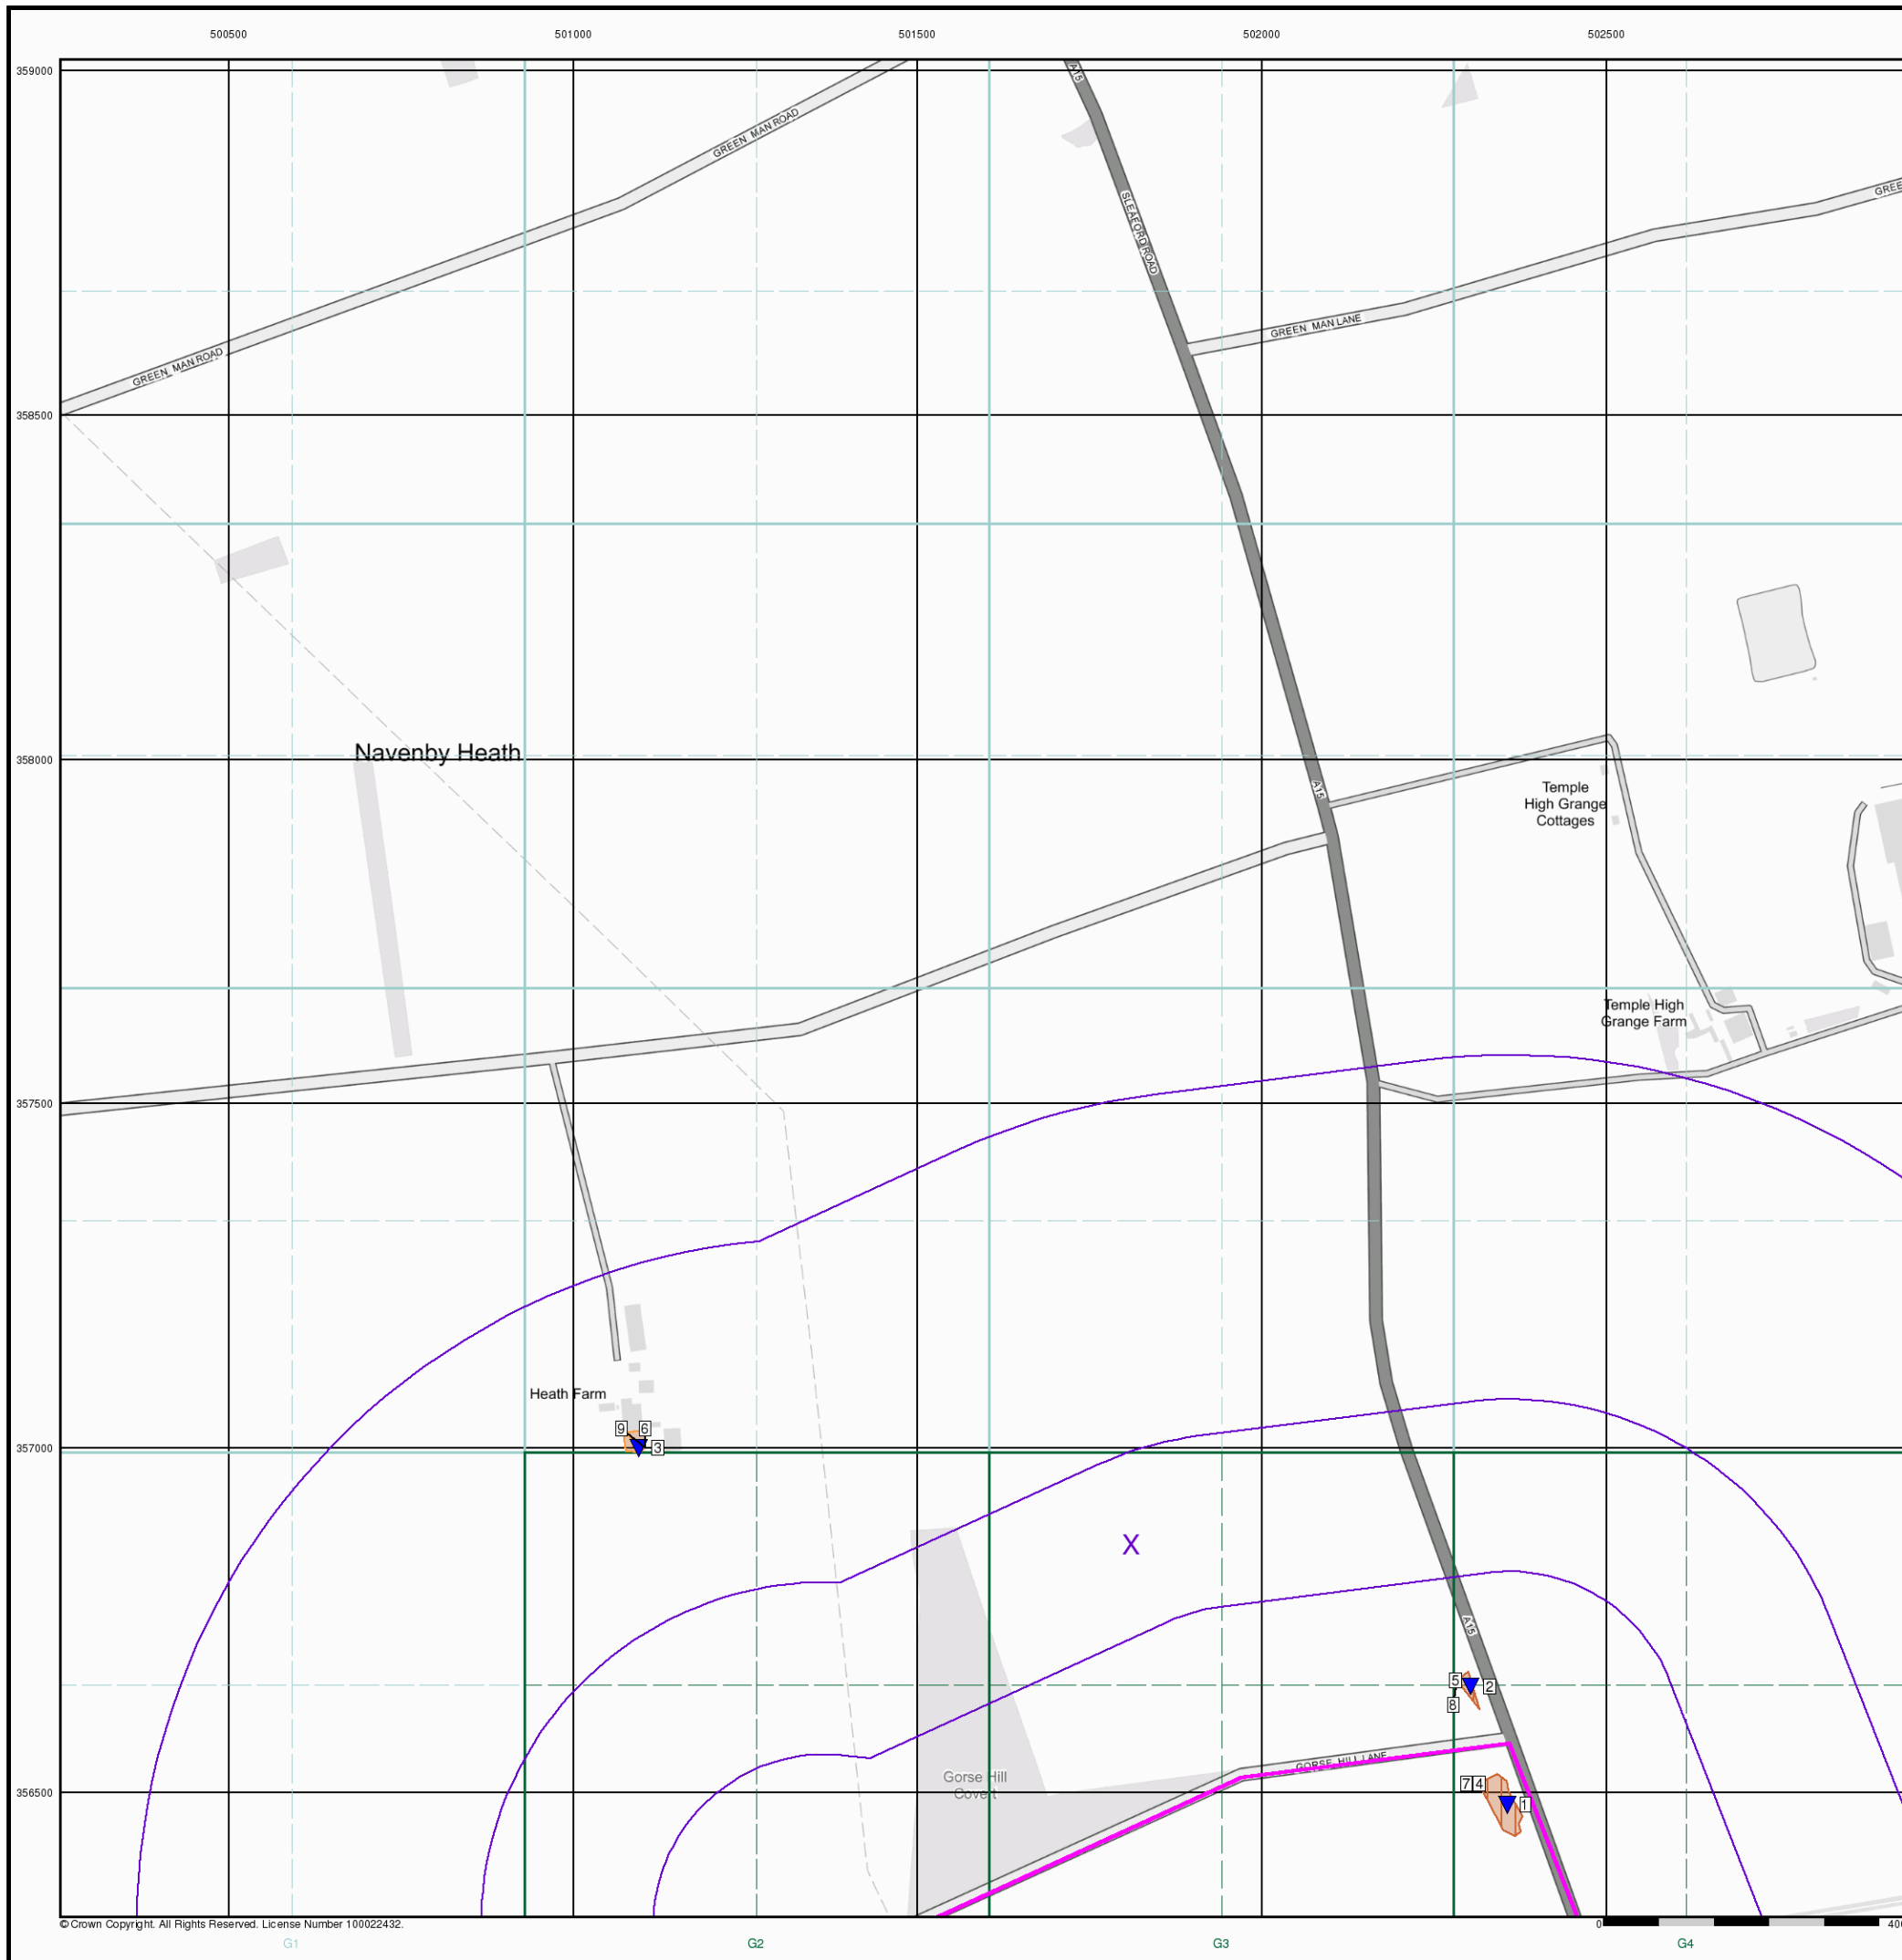 500500 501000 501500 502000 502500
359000
A15
GREEN MAN ROAD
GREE
SLEAFORD ROAD
GREEN MAN LANE
GREEN MAN ROAD
358500
Navenby Heath
358000
A15
Temple
High Grange
Cottages
Temple High
Grange Farm
357500
Heath Farm
9 6
3
357000
X
A15
5 2
8
GORSE HILL LANE
Gorse Hill
Covert
7 4
1
356500
© Crown Copyright. All Rights Reserved. License Number 100022432.
0 400
G1 G2 G3 G4